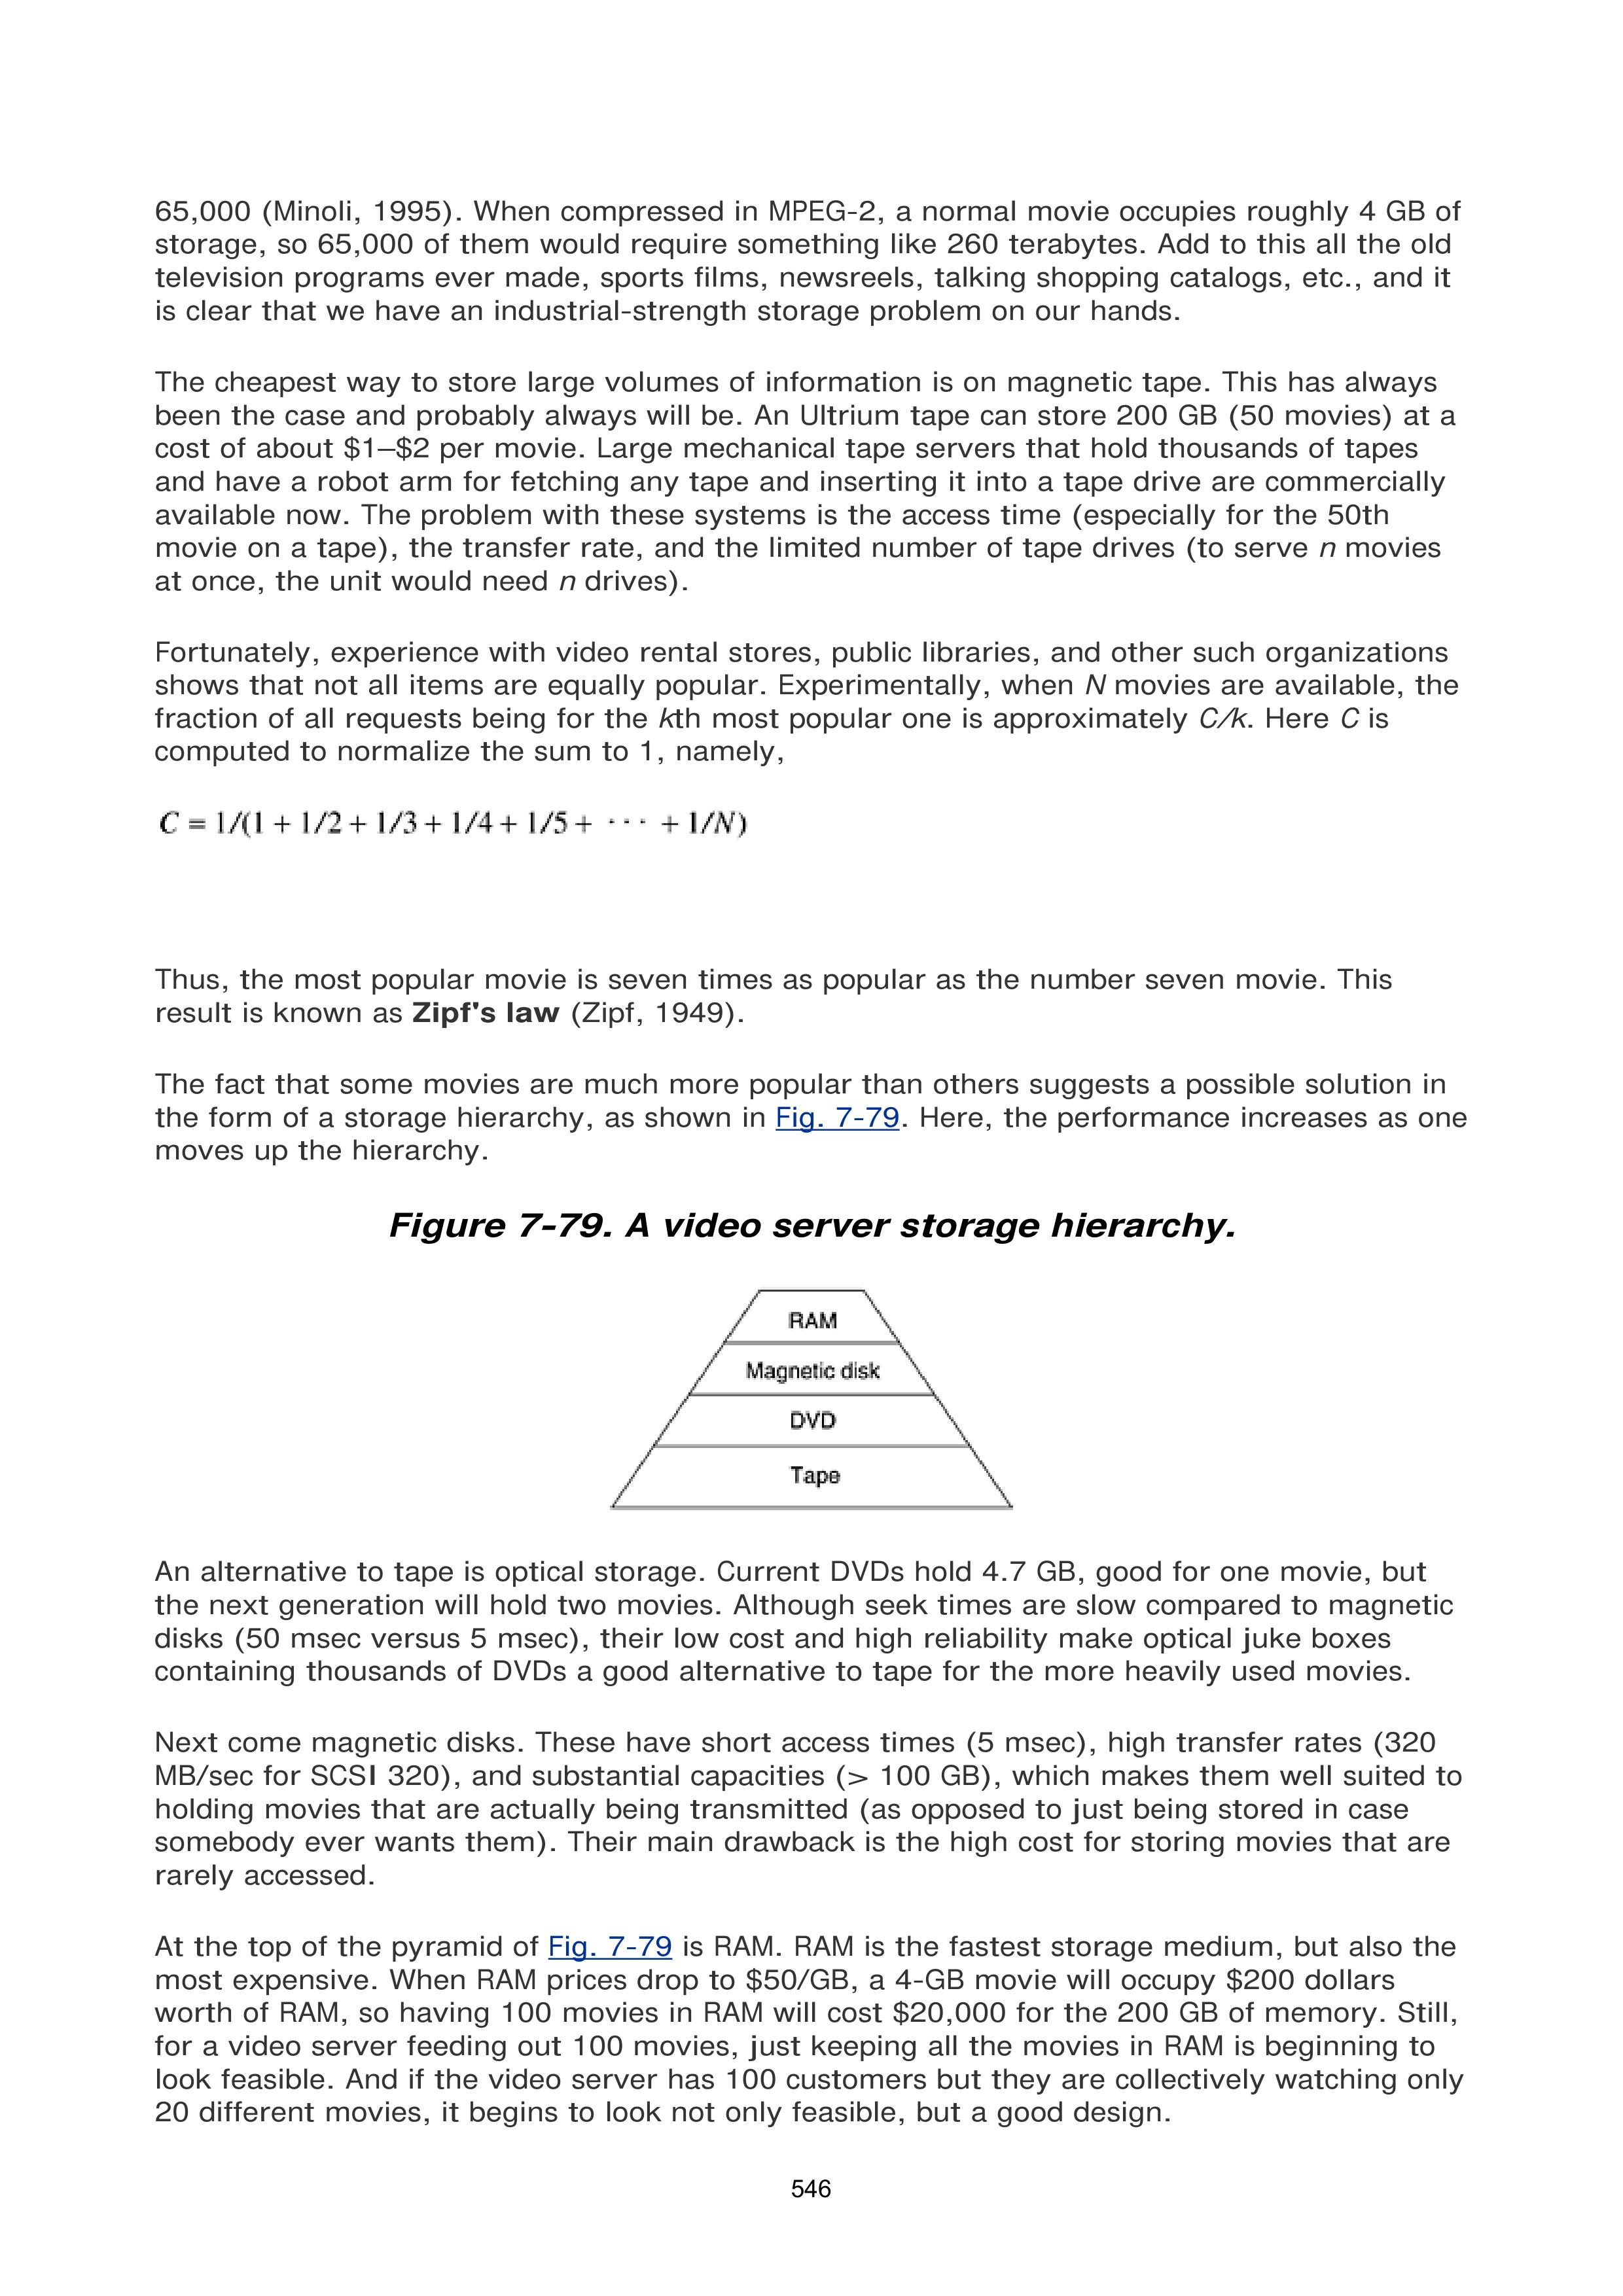 65,000 (Minoli, 1995). When compressed in MPEG-2, a normal movie occupies roughly 4 GB of
storage, so 65,000 of them would require something like 260 terabytes. Add to this all the old
television programs ever made, sports films, newsreels, talking shopping catalogs, etc., and it
is clear that we have an industrial-strength storage problem on our hands.
The cheapest way to store large volumes of information is on magnetic tape. This has always
been the case and probably always will be. An Ultrium tape can store 200 GB (50 movies) at a
cost of about $1–$2 per movie. Large mechanical tape servers that hold thousands of tapes
and have a robot arm for fetching any tape and inserting it into a tape drive are commercially
available now. The problem with these systems is the access time (especially for the 50th
movie on a tape), the transfer rate, and the limited number of tape drives (to serve n movies
at once, the unit would need n drives).
Fortunately, experience with video rental stores, public libraries, and other such organizations
shows that not all items are equally popular. Experimentally, when N movies are available, the
fraction of all requests being for the kth most popular one is approximately C/k. Here C is
computed to normalize the sum to 1, namely,
C = 1/(1 + 1/2 + 1/3 + 1/4 + 1/5 + ··· + 1/N)
Thus, the most popular movie is seven times as popular as the number seven movie. This
result is known as Zipf's law (Zipf, 1949).
The fact that some movies are much more popular than others suggests a possible solution in
the form of a storage hierarchy, as shown in Fig. 7-79. Here, the performance increases as one
moves up the hierarchy.
Figure 7-79. A video server storage hierarchy.
RAM
Magnetic disk
DVD
Tape
An alternative to tape is optical storage. Current DVDs hold 4.7 GB, good for one movie, but
the next generation will hold two movies. Although seek times are slow compared to magnetic
disks (50 msec versus 5 msec), their low cost and high reliability make optical juke boxes
containing thousands of DVDs a good alternative to tape for the more heavily used movies.
Next come magnetic disks. These have short access times (5 msec), high transfer rates (320
MB/sec for SCSI 320), and substantial capacities (> 100 GB), which makes them well suited to
holding movies that are actually being transmitted (as opposed to just being stored in case
somebody ever wants them). Their main drawback is the high cost for storing movies that are
rarely accessed.
At the top of the pyramid of Fig. 7-79 is RAM. RAM is the fastest storage medium, but also the
most expensive. When RAM prices drop to $50/GB, a 4-GB movie will occupy $200 dollars
worth of RAM, so having 100 movies in RAM will cost $20,000 for the 200 GB of memory. Still,
for a video server feeding out 100 movies, just keeping all the movies in RAM is beginning to
look feasible. And if the video server has 100 customers but they are collectively watching only
20 different movies, it begins to look not only feasible, but a good design.
546